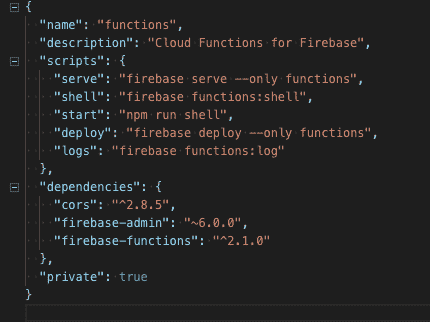 {
"name": "functions",
"description": "Cloud Functions for Firebase",
"scripts": {
"serve": "firebase serve --only functions",
"shell": "firebase functions:shell",
"start": "npm run shell",
"deploy": "firebase deploy --only functions",
"logs": "firebase functions:log"
},
"dependencies": {
"cors": "^2.8.5",
"firebase-admin": "~6.0.0",
"firebase-functions": "^2.1.0"
},
"private": true
}